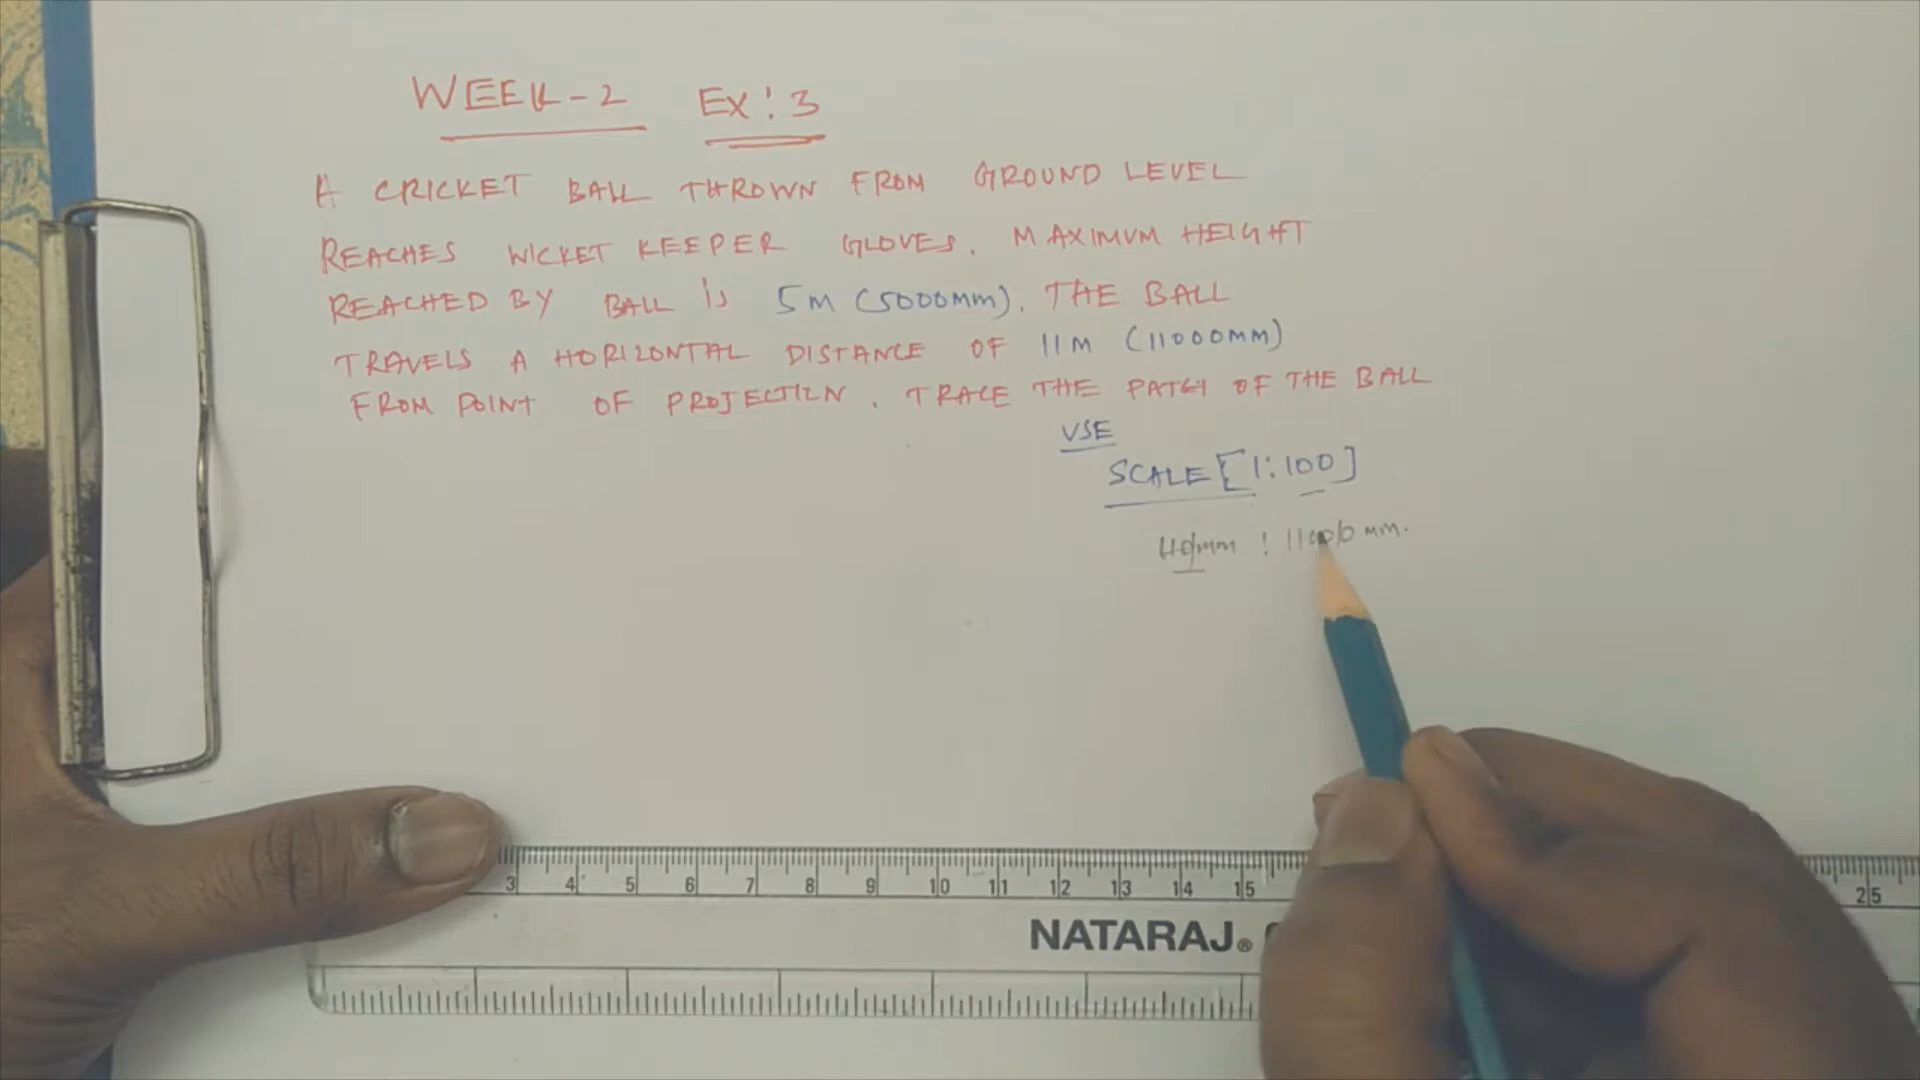 WEEK-2 EX:3
A CRICKET BALL THROWN FROM GROUND LEVEL
REACHES WICKET KEEPER GLOVES. MAXIMUM HEIGHT
REACHED BY BALL IS 5M (5000MM). THE BALL
TRAVELS A HORIZONTAL DISTANCE OF 11M (11000MM)
FROM POINT OF PROJECTION. TRACE THE PATH OF THE BALL
USE
SCALE [1:100]
110mm : 11000 mm.
3 4 5 6 7 8 9 10 11 12 13 14 15 25
NATARAJ®